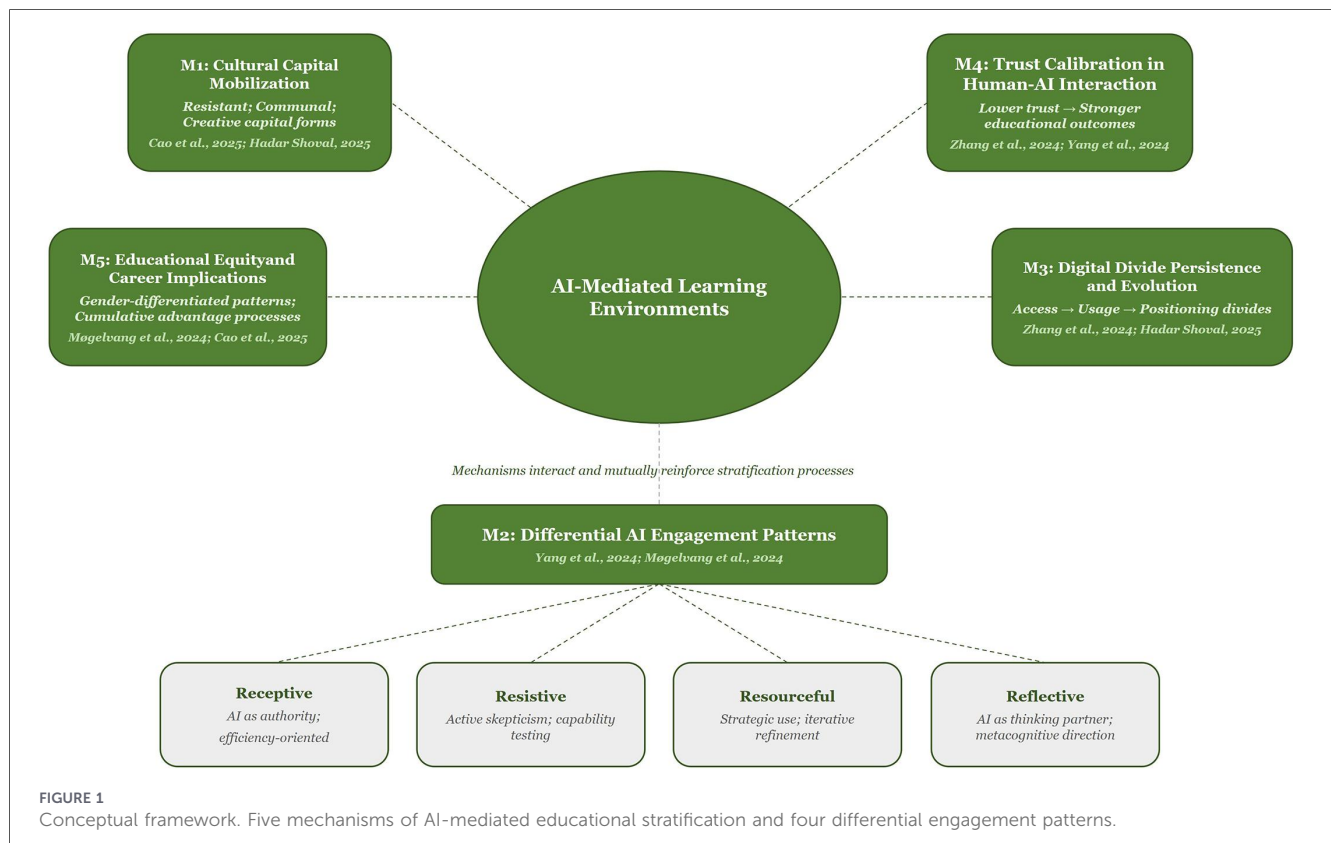 M1: Cultural Capital
Mobilization
Resistant; Communal;
Creative capital forms
Cao et al., 2025; Hadar Shoval, 2025
M4: Trust Calibration in
Human-AI Interaction
Lower trust → Stronger
educational outcomes
Zhang et al., 2024; Yang et al., 2024
M5: Educational Equityand
Career Implications
Gender-differentiated patterns;
Cumulative advantage processes
Møgelvang et al., 2024; Cao et al., 2025
AI-Mediated Learning
Environments
M3: Digital Divide Persistence
and Evolution
Access → Usage → Positioning divides
Zhang et al., 2024; Hadar Shoval, 2025
Mechanisms interact and mutually reinforce stratification processes
M2: Differential AI Engagement Patterns
Yang et al., 2024; Møgelvang et al., 2024
Receptive
AI as authority;
efficiency-oriented
Resistive
Active skepticism; capability
testing
Resourceful
Strategic use; iterative
refinement
Reflective
AI as thinking partner;
metacognitive direction
FIGURE 1
Conceptual framework. Five mechanisms of AI-mediated educational stratification and four differential engagement patterns.